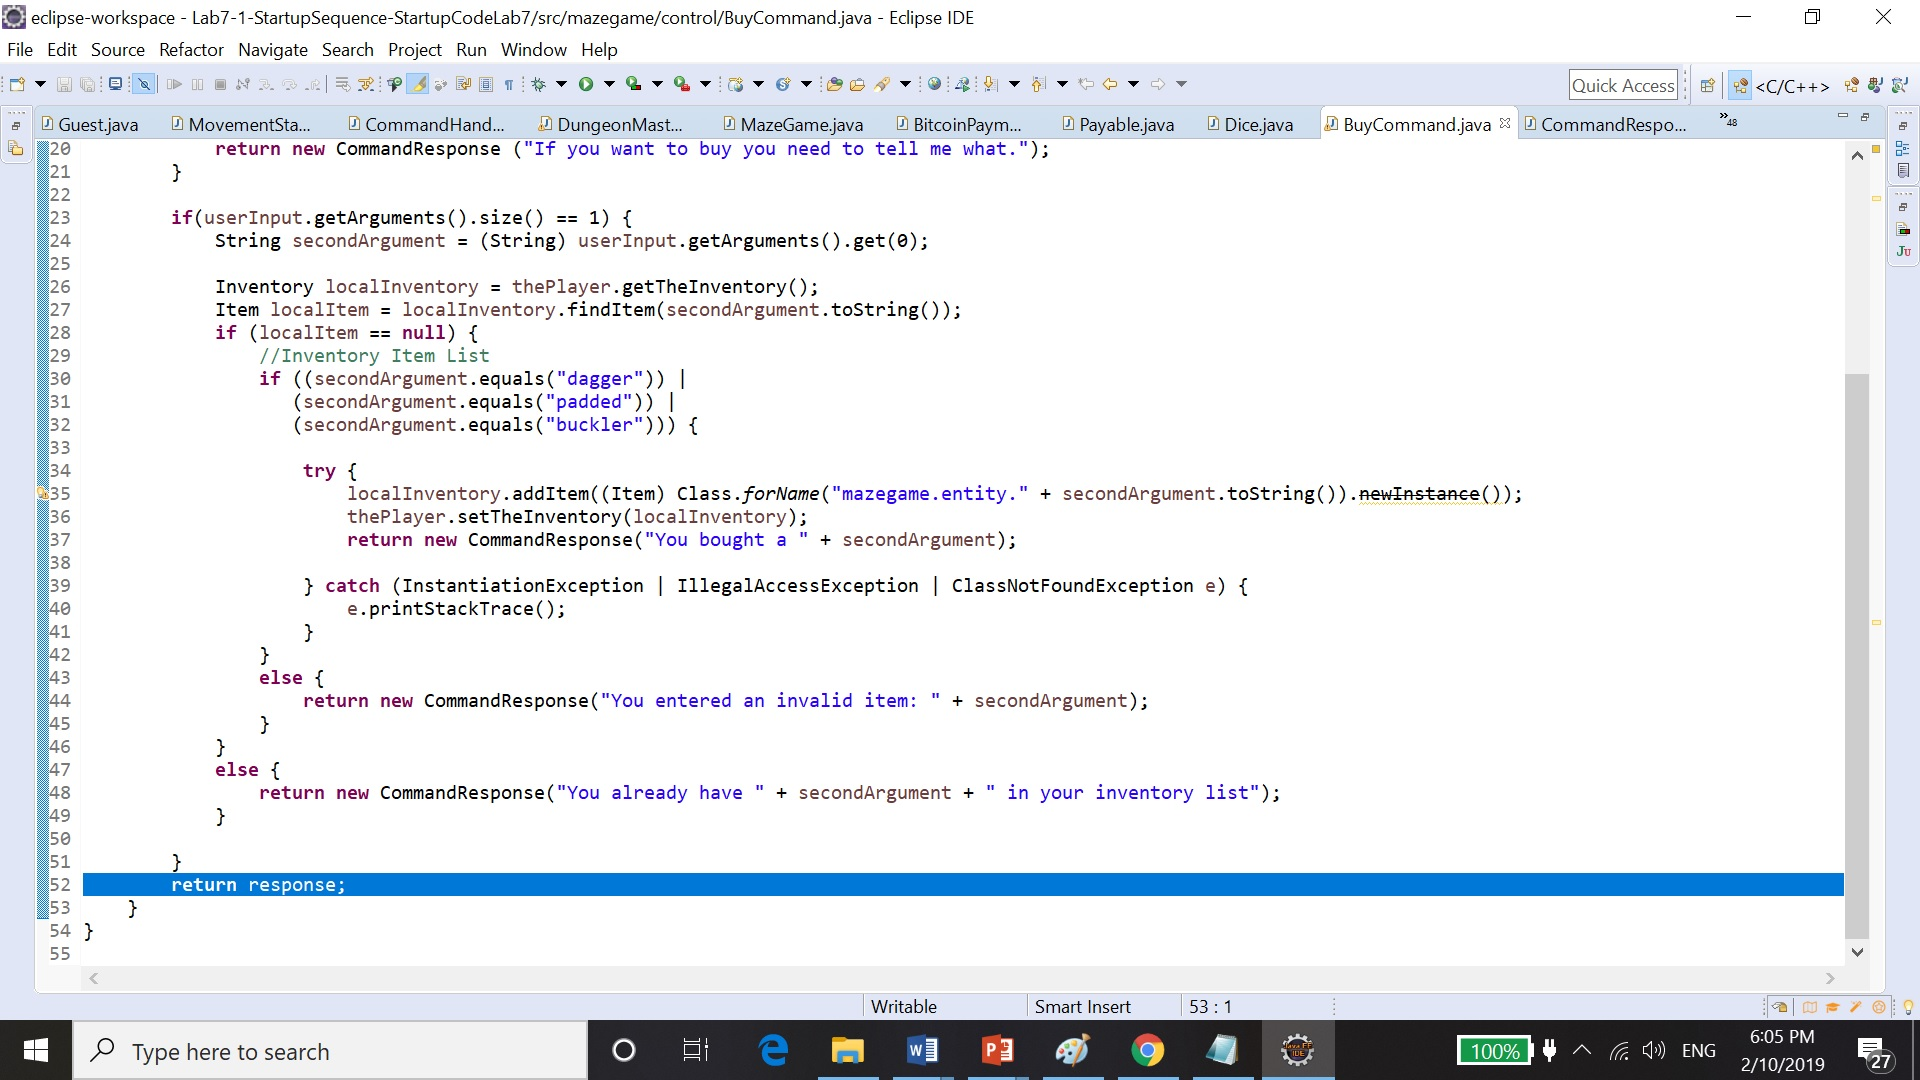 eclipse-workspace - Lab7-1-StartupSequence-StartupCodeLab7/src/mazegame/control/BuyCommand.java - Eclipse IDE
File Edit Source Refactor Navigate Search Project Run Window Help
Quick Access
<C/C++>
Guest.java MovementSta... CommandHand... DungeonMast... MazeGame.java BitcoinPaym... Payable.java Dice.java BuyCommand.java CommandRespo... »48
20 return new CommandResponse ("If you want to buy you need to tell me what.");
21 }
22
23 if(userInput.getArguments().size() == 1) {
24 String secondArgument = (String) userInput.getArguments().get(0);
25
26 Inventory localInventory = thePlayer.getTheInventory();
27 Item localItem = localInventory.findItem(secondArgument.toString());
28 if (localItem == null) {
29 //Inventory Item List
30 if ((secondArgument.equals("dagger")) |
31 (secondArgument.equals("padded")) |
32 (secondArgument.equals("buckler"))) {
33
34 try {
35 localInventory.addItem((Item) Class.forName("mazegame.entity." + secondArgument.toString()).newInstance());
36 thePlayer.setTheInventory(localInventory);
37 return new CommandResponse("You bought a " + secondArgument);
38
39 } catch (InstantiationException | IllegalAccessException | ClassNotFoundException e) {
40 e.printStackTrace();
41 }
42 }
43 else {
44 return new CommandResponse("You entered an invalid item: " + secondArgument);
45 }
46 }
47 else {
48 return new CommandResponse("You already have " + secondArgument + " in your inventory list");
49 }
50
51 }
52 return response;
53 }
54 }
55
Writable Smart Insert 53 : 1
Type here to search
100% ENG 6:05 PM
2/10/2019 27